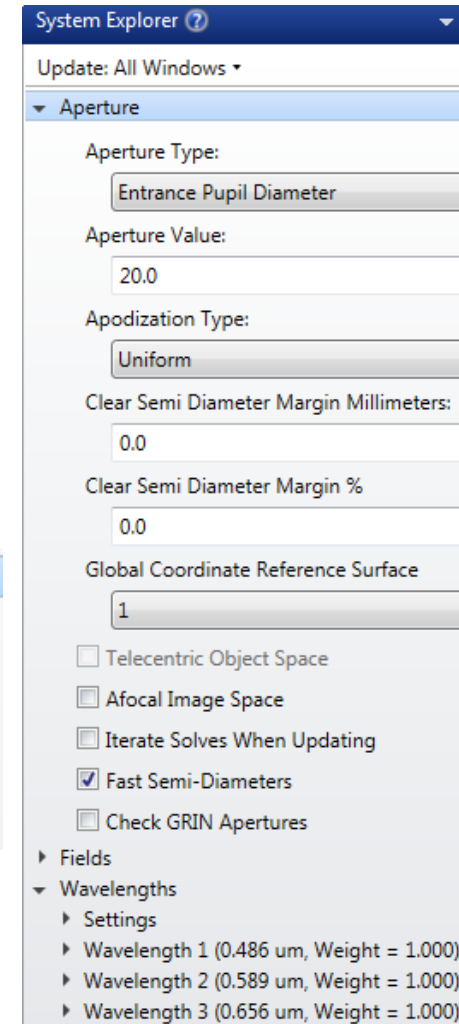 System Explorer ?
Update: All Windows
Aperture
Aperture Type:
Entrance Pupil Diameter
Aperture Value:
20.0
Apodization Type:
Uniform
Clear Semi Diameter Margin Millimeters:
0.0
Clear Semi Diameter Margin %
0.0
Global Coordinate Reference Surface
1
Telecentric Object Space
Afocal Image Space
Iterate Solves When Updating
Fast Semi-Diameters
Check GRIN Apertures
Fields
Wavelengths
Settings
Wavelength 1 (0.486 um, Weight = 1.000)
Wavelength 2 (0.589 um, Weight = 1.000)
Wavelength 3 (0.656 um, Weight = 1.000)